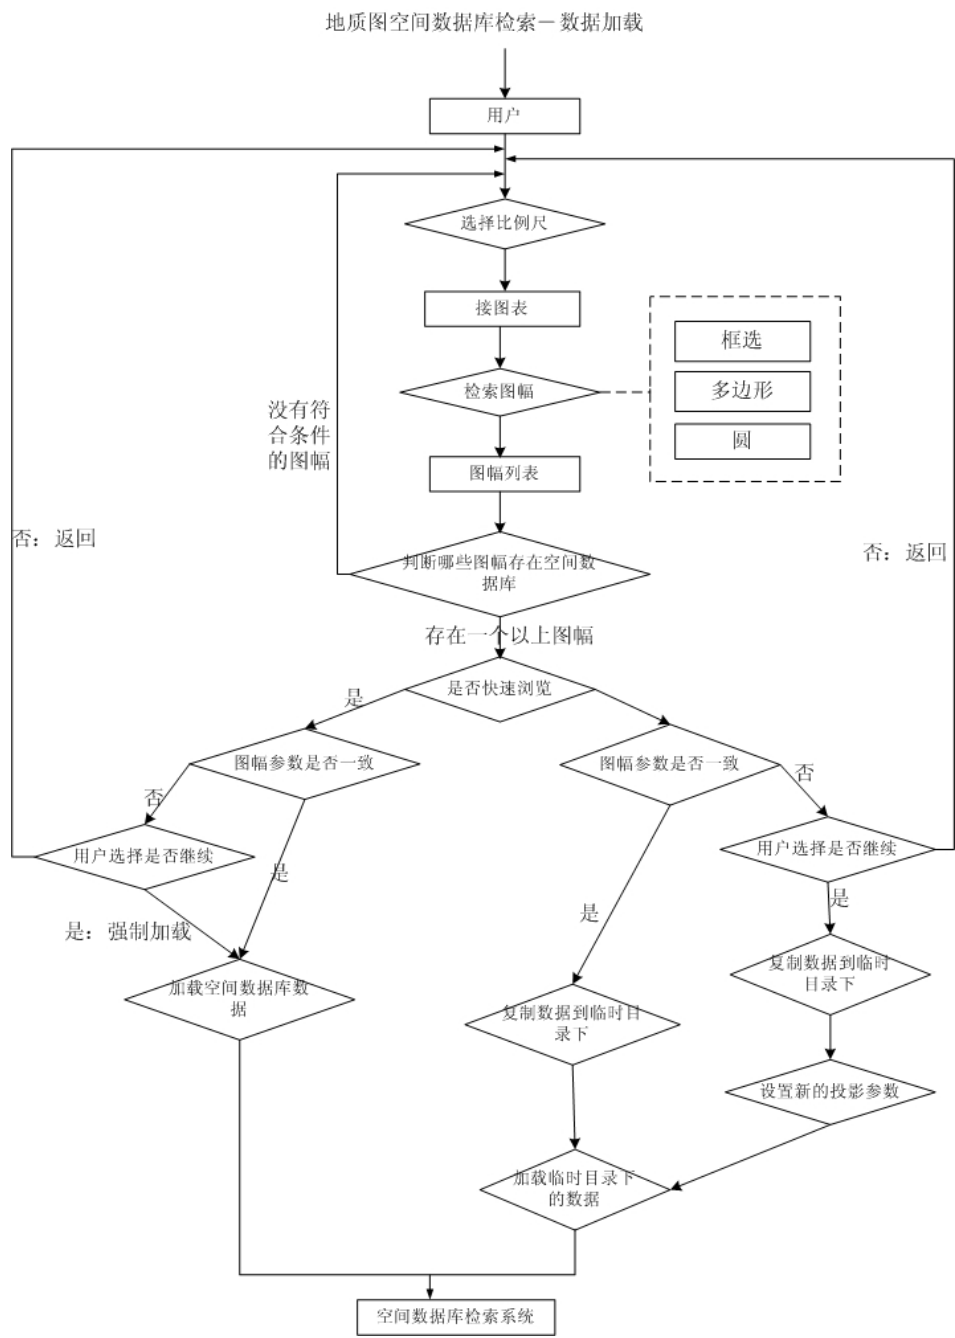 地质图空间数据库检索－数据加载
用户
选择比例尺
接图表
框选
检索图幅
多边形
没有符
合条件
的图幅
圆
图幅列表
否：返回
否：返回
判断哪些图幅存在空间数
据库
存在一个以上图幅
是否快速浏览
是
图幅参数是否一致
图幅参数是否一致
否
否
用户选择是否继续
用户选择是否继续
是
是
是
是：强制加载
复制数据到临时
目录下
加载空间数据库数
据
复制数据到临时目
录下
设置新的投影参数
加载临时目录下
的数据
空间数据库检索系统